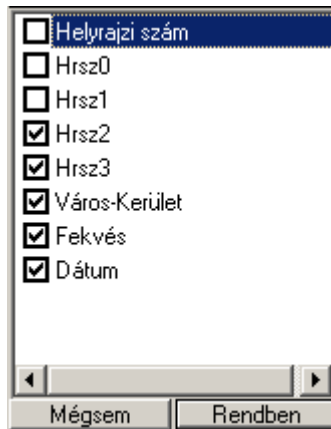 Helyrajzi szám
Hrsz0
Hrsz1
Hrsz2
Hrsz3
Város-Kerület
Fekvés
Dátum
Mégsem Rendben